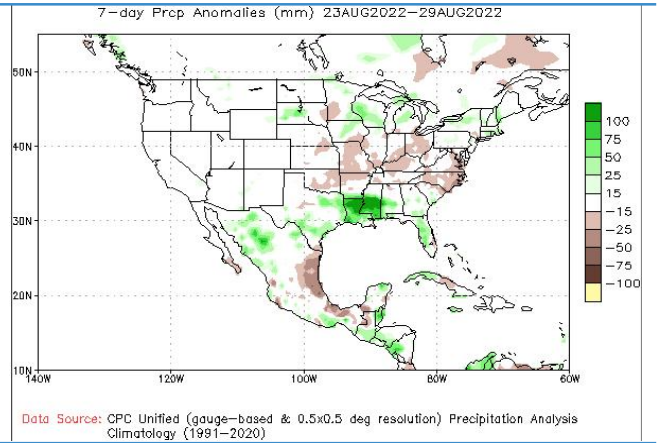 7-day Prcp Anomalies (mm) 23AUG2022-29AUG2022
50N
40N
30N
20N
10N
140W 120W 100W 80W 60W
100
75
50
25
15
-15
-25
-50
-75
-100
Data Source: CPC Unified (gauge-based & 0.5x0.5 deg resolution) Precipitation Analysis
Climatology (1991-2020)